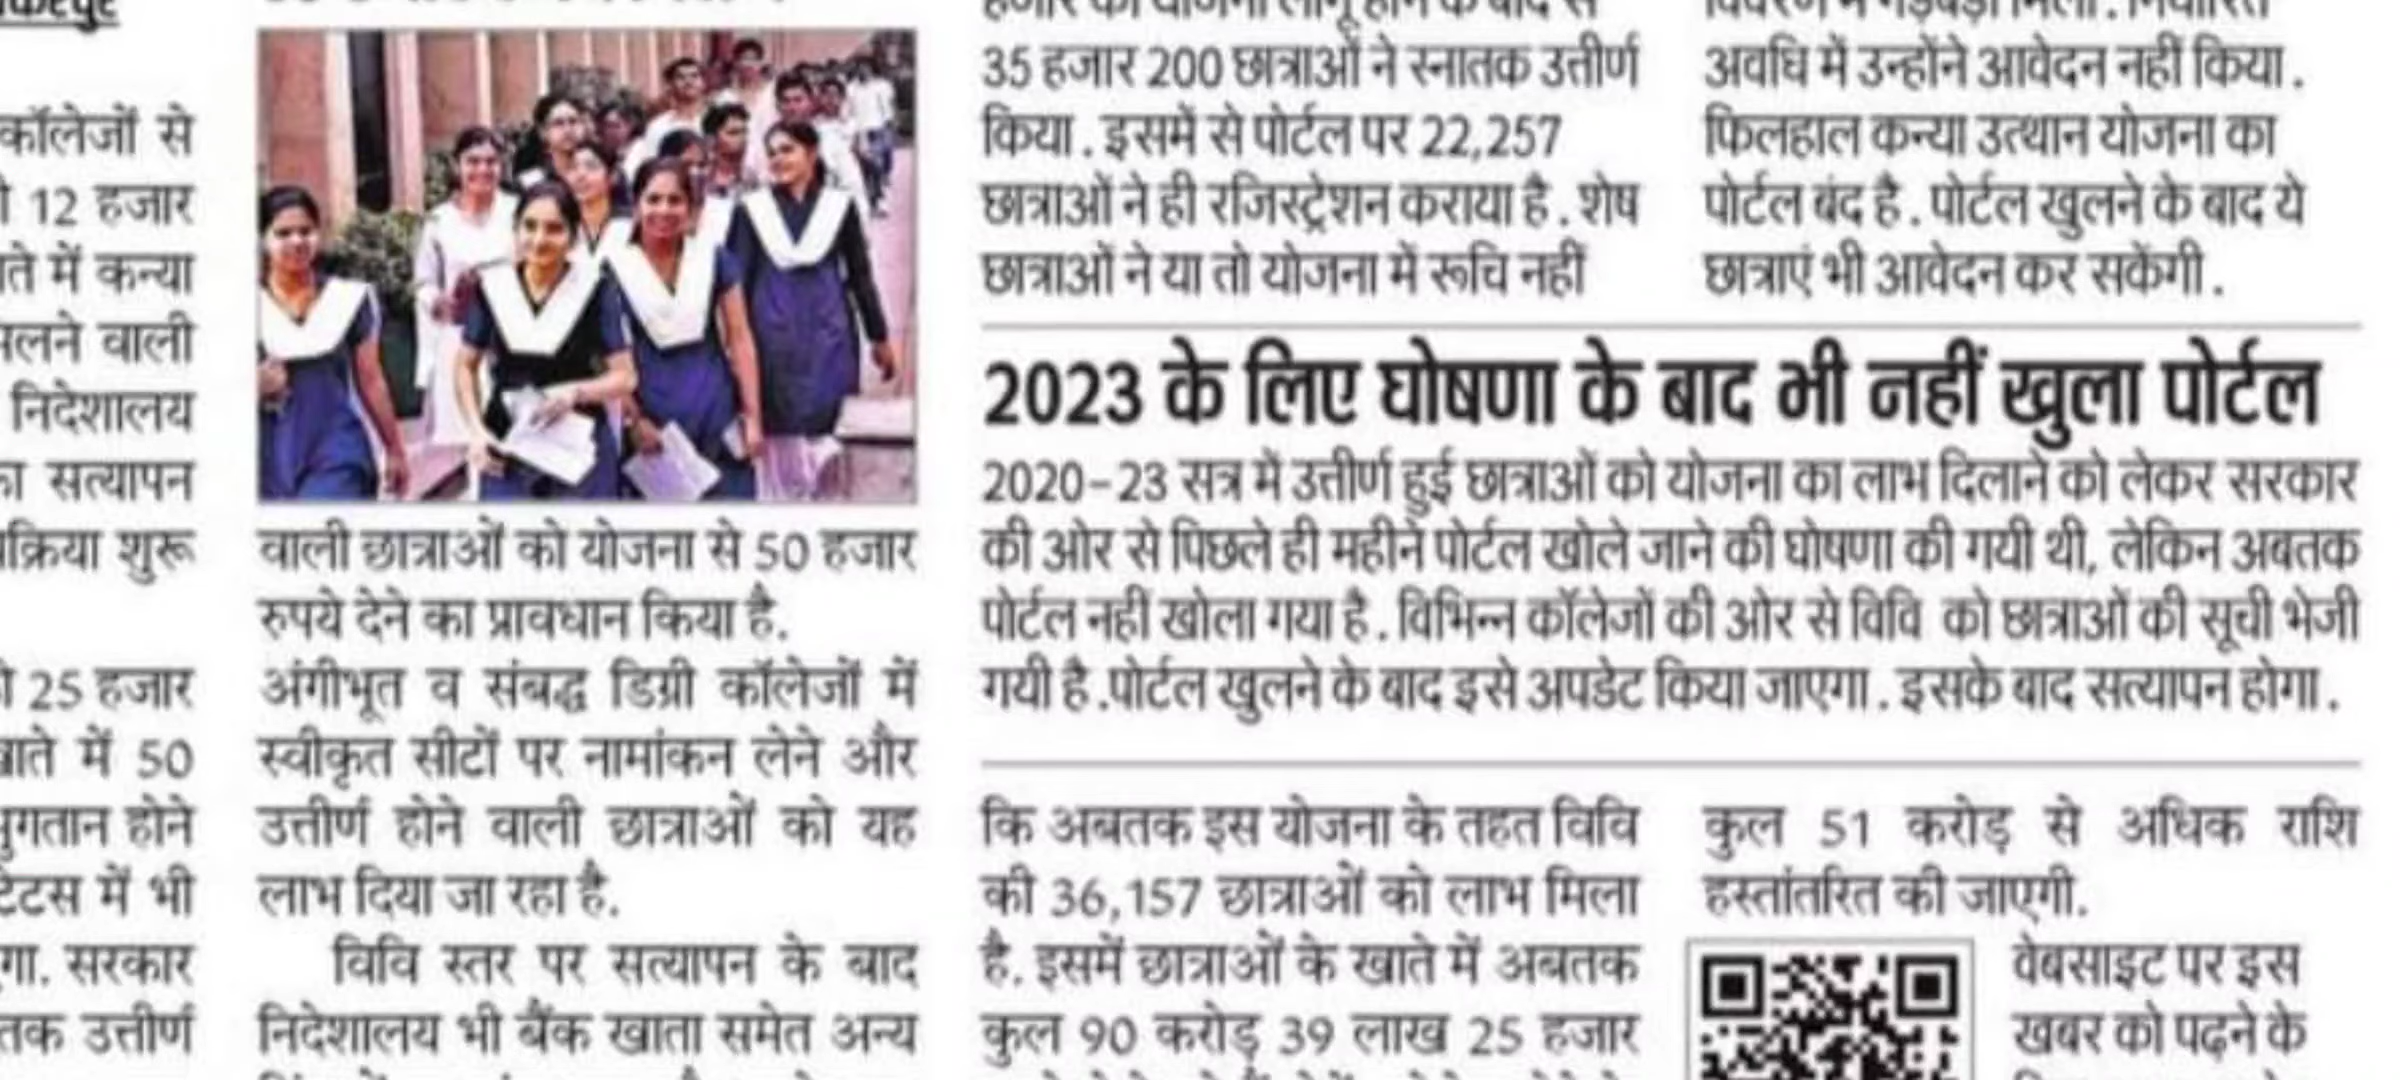 कॉलेजों से
12 हजार
में कन्या
वाली
निदेशालय
सत्यापन
शुरू
25 हजार
में 50
होने
में भी
सरकार
उत्तीर्ण
वाली छात्राओं को योजना से 50 हजार
रुपये देने का प्रावधान किया है.
अंगीभूत व संबद्ध डिग्री कॉलेजों में
स्वीकृत सीटों पर नामांकन लेने और
उत्तीर्ण होने वाली छात्राओं को यह
लाभ दिया जा रहा है.
विवि स्तर पर सत्यापन के बाद
निदेशालय भी बैंक खाता समेत अन्य
हजार की योजना लागू होने के बाद से
35 हजार 200 छात्राओं ने स्नातक उत्तीर्ण
किया. इसमें से पोर्टल पर 22,257
छात्राओं ने ही रजिस्ट्रेशन कराया है. शेष
छात्राओं ने या तो योजना में रूचि नहीं
विवरण में गड़बड़ी मिली. निर्धारित
अवधि में उन्होंने आवेदन नहीं किया.
फिलहाल कन्या उत्थान योजना का
पोर्टल बंद है. पोर्टल खुलने के बाद ये
छात्राएं भी आवेदन कर सकेंगी.
2023 के लिए घोषणा के बाद भी नहीं खुला पोर्टल
2020-23 सत्र में उत्तीर्ण हुई छात्राओं को योजना का लाभ दिलाने को लेकर सरकार
की ओर से पिछले ही महीने पोर्टल खोले जाने की घोषणा की गयी थी, लेकिन अबतक
पोर्टल नहीं खोला गया है. विभिन्न कॉलेजों की ओर से विवि को छात्राओं की सूची भेजी
गयी है.पोर्टल खुलने के बाद इसे अपडेट किया जाएगा. इसके बाद सत्यापन होगा.
कि अबतक इस योजना के तहत विवि
की 36,157 छात्राओं को लाभ मिला
है. इसमें छात्राओं के खाते में अबतक
कुल 90 करोड़ 39 लाख 25 हजार
कुल 51 करोड़ से अधिक राशि
हस्तांतरित की जाएगी.
वेबसाइट पर इस
खबर को पढ़ने के